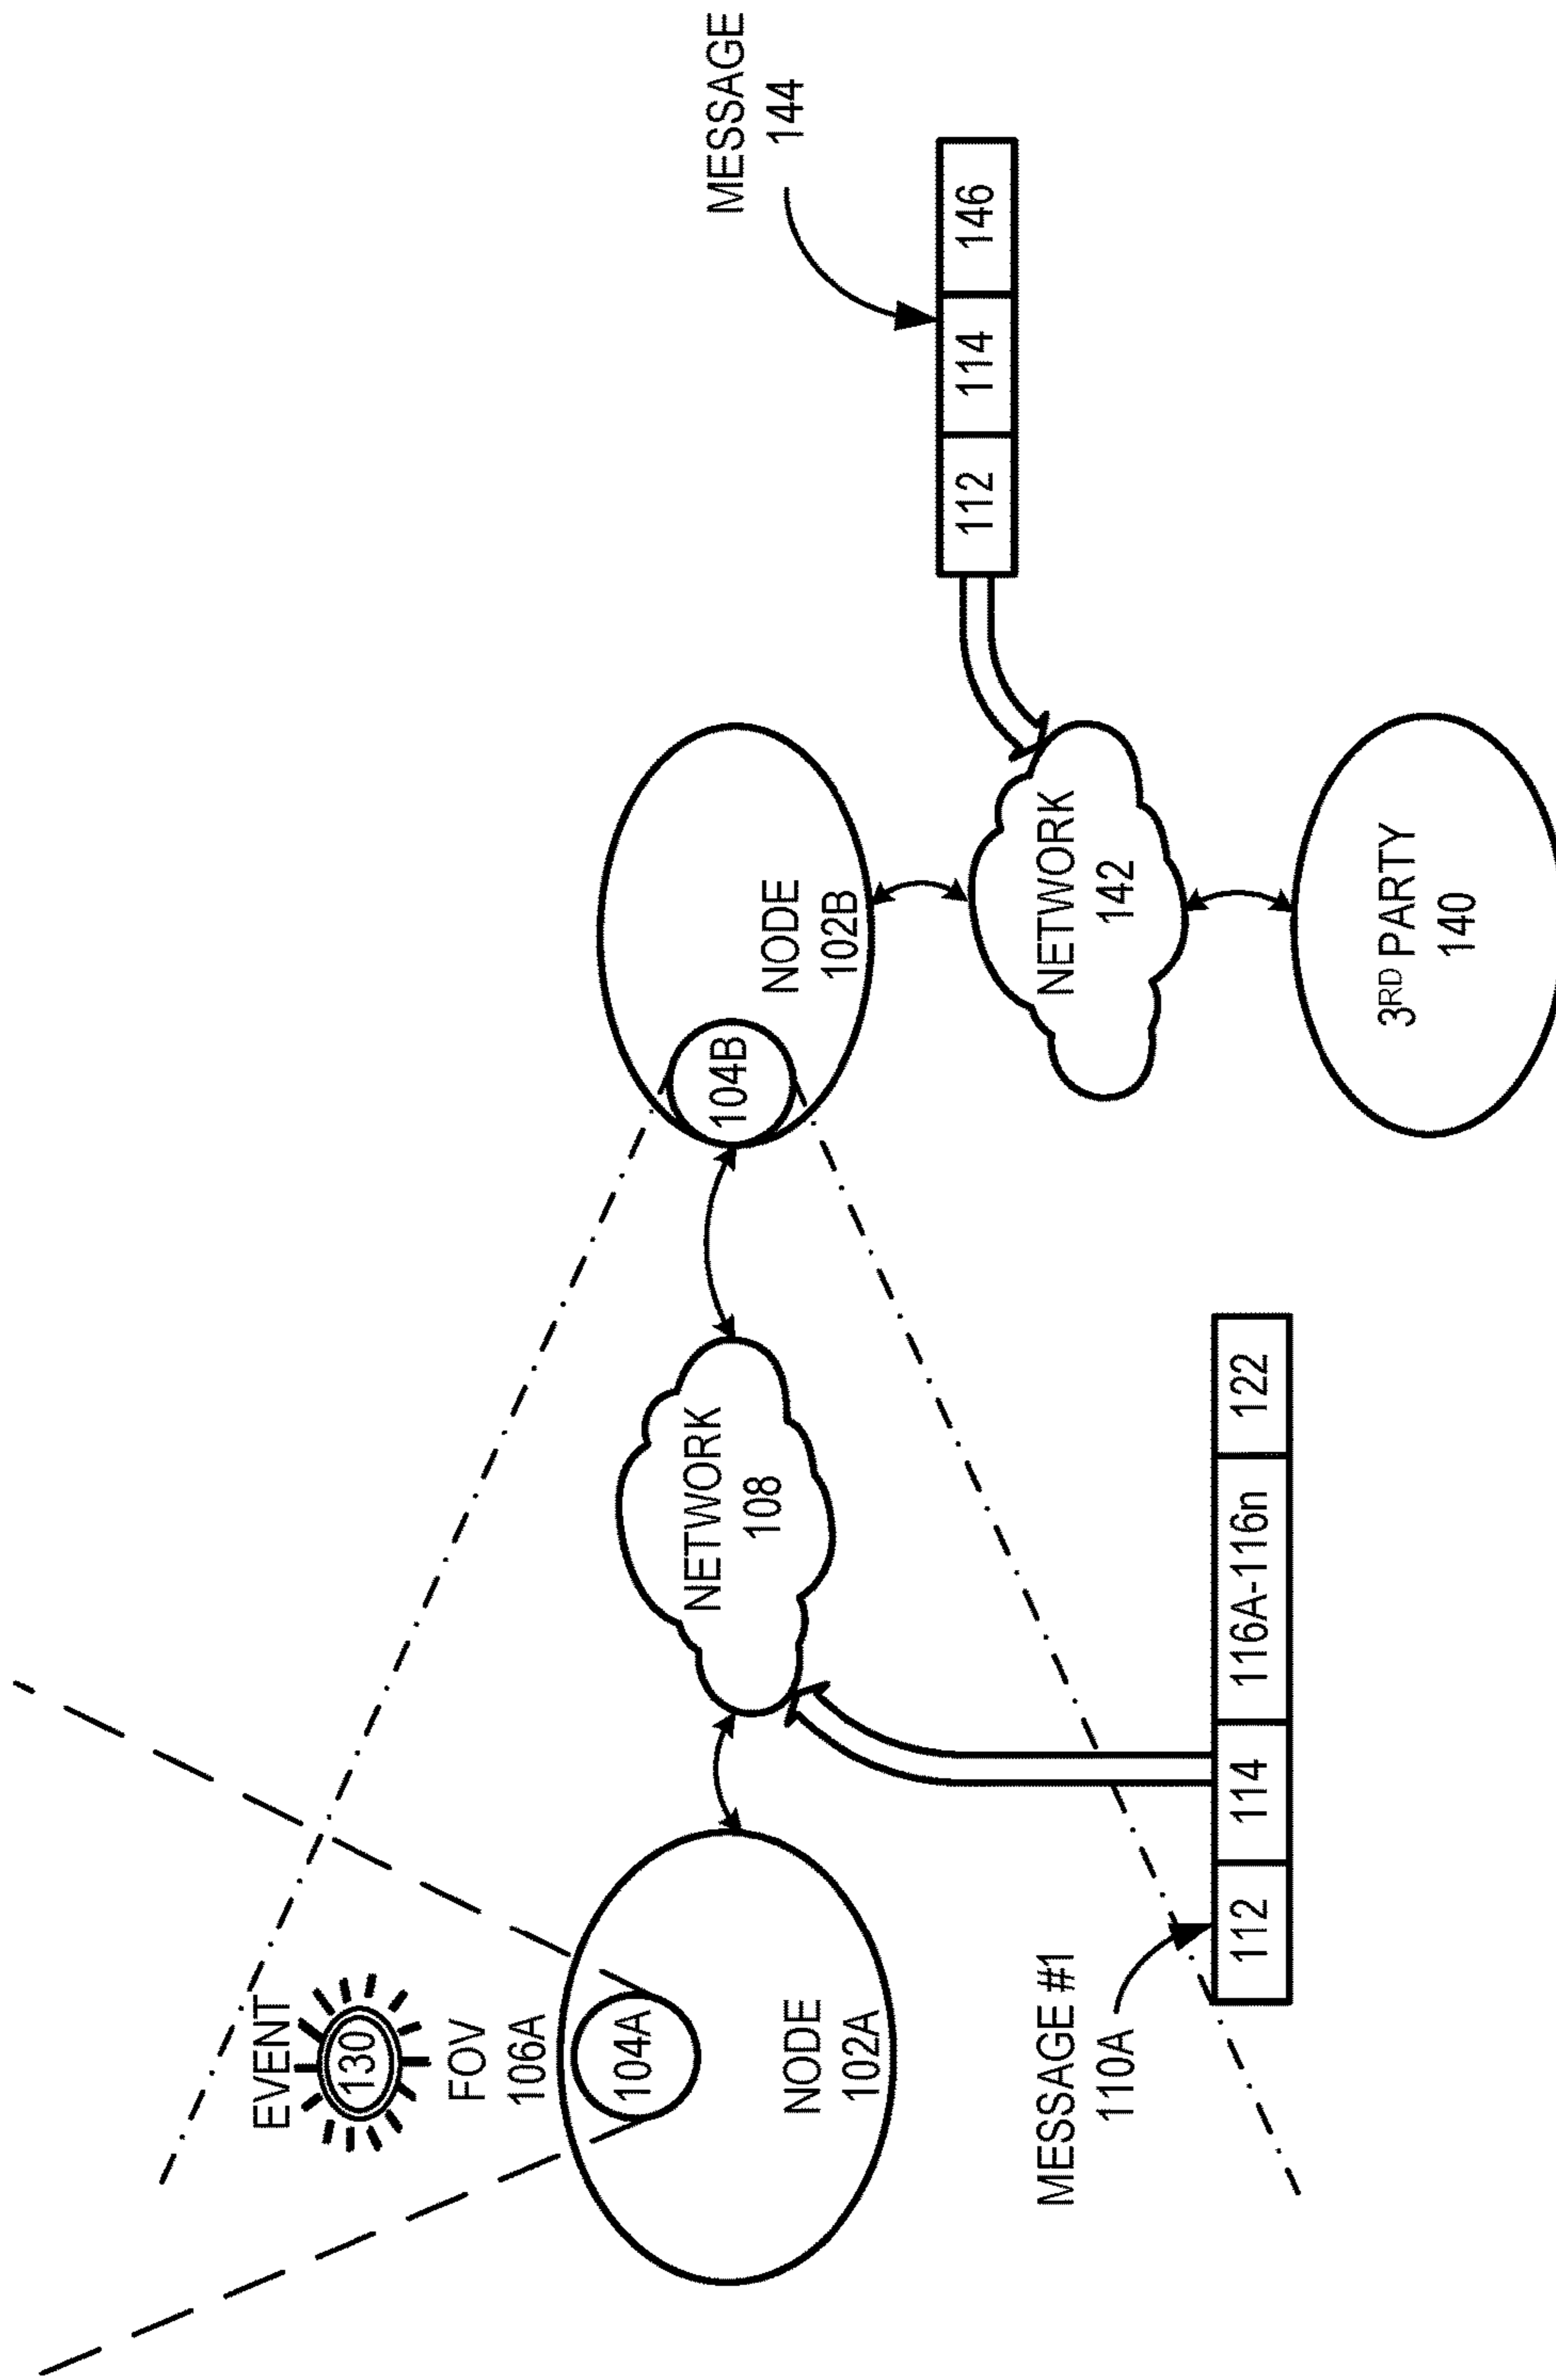 EVENT
130
FOV
106A
104A
NODE
102A
NETWORK
108
104B
NODE
102B
MESSAGE
144
112
114
146
NETWORK
142
MESSAGE #1
110A
112
114
116A-116n
122
3RD PARTY
140